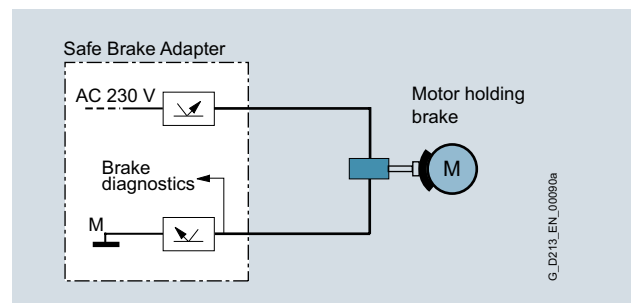 Safe Brake Adapter
AC 230 V
Motor holding
brake
M
Brake
diagnostics
M
G_D213_EN_00090a